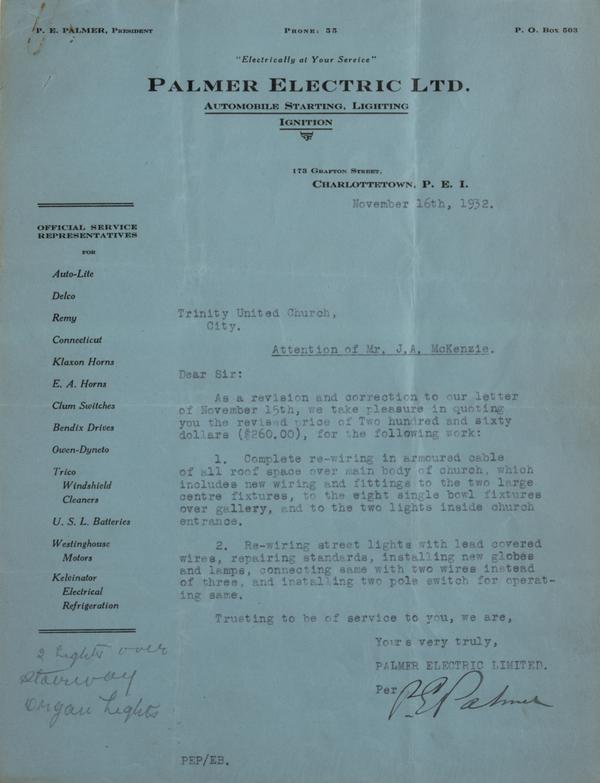 P. E. PALMER, PRESIDENT
PHONE: 55
P. O. BOX 503
"Electrically at Your Service"
PALMER ELECTRIC LTD.
AUTOMOBILE STARTING, LIGHTING
IGNITION
173 GRAFTON STREET,
CHARLOTTETOWN, P. E. I.
November 16th, 1932.
OFFICIAL SERVICE
REPRESENTATIVES
FOR
Auto-Lite
Delco
Remy
Connecticut
Klaxon Horns
E. A. Horns
Clum Switches
Bendix Drives
Owen-Dyneto
Trico
Windshield
Cleaners
U. S. L. Batteries
Westinghouse
Motors
Kelvinator
Electrical
Refrigeration
Trinity United Church,
City.
Attention of Mr. J.A. McKenzie.
Dear Sir:
As a revision and correction to our letter
of November 15th, we take pleasure in quoting
you the revised price of Two hundred and sixty
dollars ($260.00), for the following work:
1. Complete re-wiring in armoured cable
of all roof space over main body of church, which
includes new wiring and fittings to the two large
centre fixtures, to the eight single bowl fixtures
over gallery, and to the two lights inside church
entrance.
2. Re-wiring street lights with lead covered
wires, repairing standards, installing new globes
and lamps, connecting same with two wires instead
of three, and installing two pole switch for operat-
ing same.
Trusting to be of service to you, we are,
Yours very truly,
PALMER ELECTRIC LIMITED.
Per P.E. Palmer
2 Lights over
stairway
Organ Lights
PEP/EB.